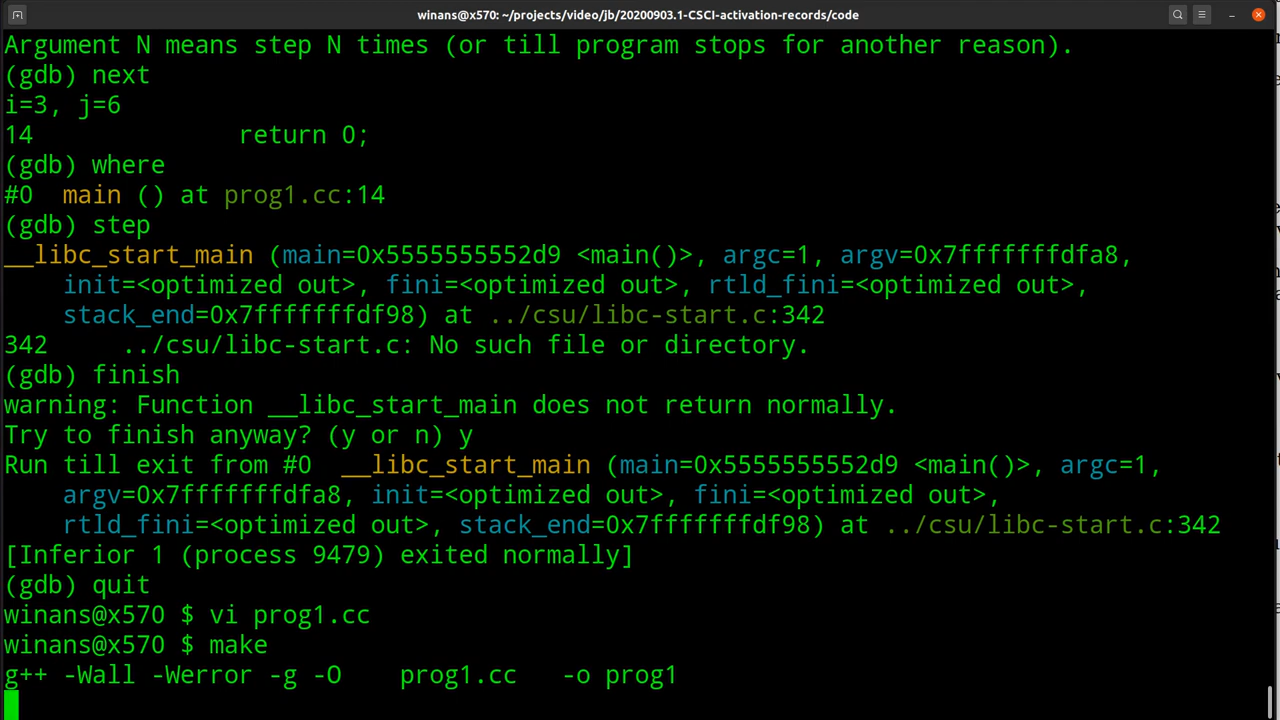 winans@x570: ~/projects/video/jb/20200903.1-CSCI-activation-records/code
Argument N means step N times (or till program stops for another reason).
(gdb) next
i=3, j=6
14              return 0;
(gdb) where
#0  main () at prog1.cc:14
(gdb) step
__libc_start_main (main=0x5555555552d9 <main()>, argc=1, argv=0x7fffffffdfa8,
    init=<optimized out>, fini=<optimized out>, rtld_fini=<optimized out>,
    stack_end=0x7fffffffdf98) at ../csu/libc-start.c:342
342     ../csu/libc-start.c: No such file or directory.
(gdb) finish
warning: Function __libc_start_main does not return normally.
Try to finish anyway? (y or n) y
Run till exit from #0  __libc_start_main (main=0x5555555552d9 <main()>, argc=1,
    argv=0x7fffffffdfa8, init=<optimized out>, fini=<optimized out>,
    rtld_fini=<optimized out>, stack_end=0x7fffffffdf98) at ../csu/libc-start.c:342
[Inferior 1 (process 9479) exited normally]
(gdb) quit
winans@x570 $ vi prog1.cc
winans@x570 $ make
g++ -Wall -Werror -g -O    prog1.cc   -o prog1